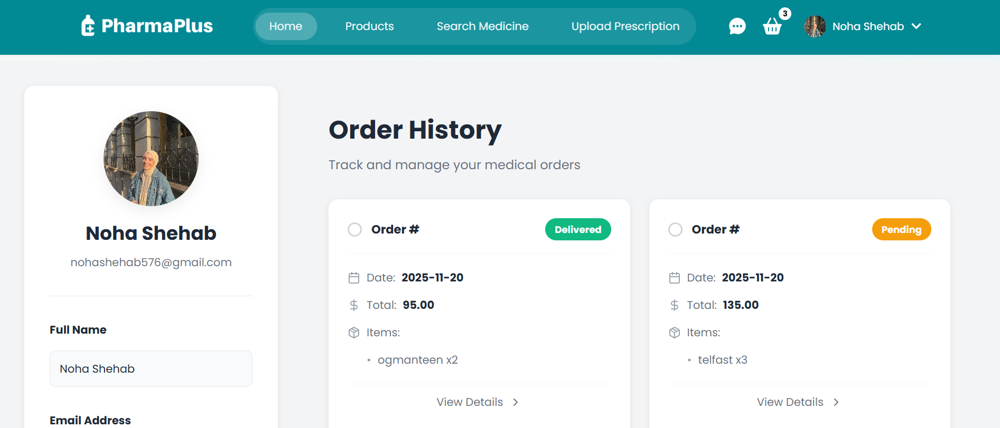 PharmaPlus
Home
Products
Search Medicine
Upload Prescription
3
Noha Shehab
Noha Shehab
nohashehab576@gmail.com
Full Name
Noha Shehab
Email Address
Order History
Track and manage your medical orders
Order #
Delivered
Date: 2025-11-20
Total: 95.00
Items:
• ogmanteen x2
View Details
Order #
Pending
Date: 2025-11-20
Total: 135.00
Items:
• telfast x3
View Details